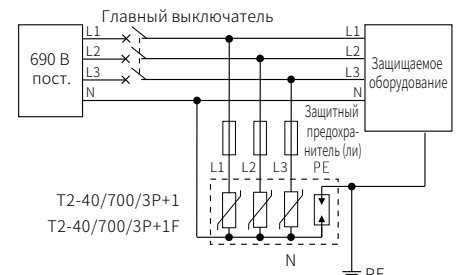 Главный выключатель
L1
L2
L3
N
690 В
пост.
L1
L2
L3
N
Защищаемое
оборудование
Защитный
предохра-
нитель (ли)
L1
L2
L3
PE
T2-40/700/3P+1
T2-40/700/3P+1F
N
PE